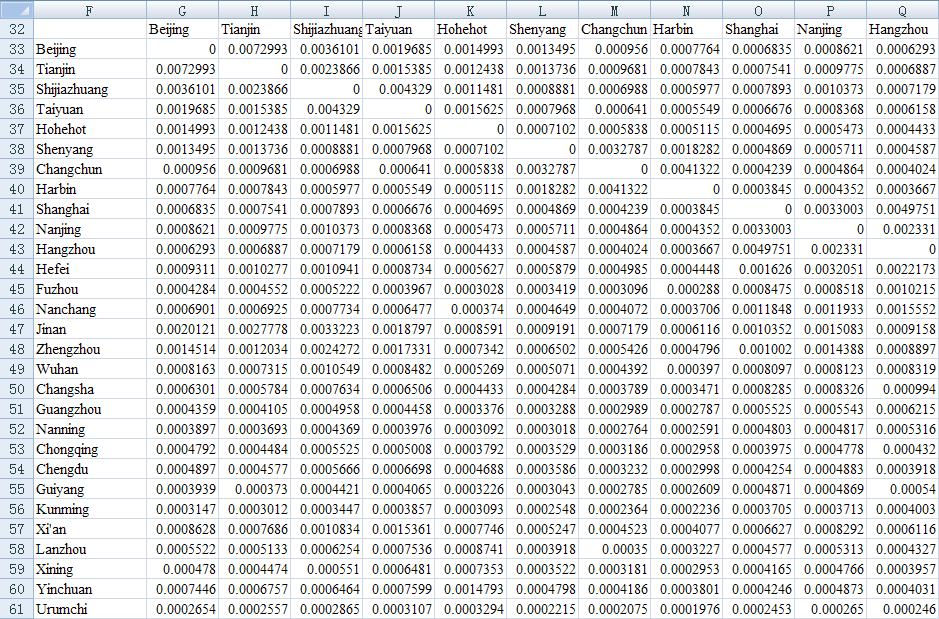 F G H I J K L M N O P Q
32 Beijing Tianjin Shijiazhuang Taiyuan Hohehot Shenyang Changchun Harbin Shanghai Nanjing Hangzhou
33 Beijing 0 0.0072993 0.0036101 0.0019685 0.0014993 0.0013495 0.000956 0.0007764 0.0006835 0.0008621 0.0006293
34 Tianjin 0.0072993 0 0.0023866 0.0015385 0.0012438 0.0013736 0.0009681 0.0007843 0.0007541 0.0009775 0.0006887
35 Shijiazhuang 0.0036101 0.0023866 0 0.004329 0.0011481 0.0008881 0.0006988 0.0005977 0.0007893 0.0010373 0.0007179
36 Taiyuan 0.0019685 0.0015385 0.004329 0 0.0015625 0.0007968 0.000641 0.0005549 0.0006676 0.0008368 0.0006158
37 Hohehot 0.0014993 0.0012438 0.0011481 0.0015625 0 0.0007102 0.0005838 0.0005115 0.0004695 0.0005473 0.0004433
38 Shenyang 0.0013495 0.0013736 0.0008881 0.0007968 0.0007102 0 0.0032787 0.0018282 0.0004869 0.0005711 0.0004587
39 Changchun 0.000956 0.0009681 0.0006988 0.000641 0.0005838 0.0032787 0 0.0041322 0.0004239 0.0004864 0.0004024
40 Harbin 0.0007764 0.0007843 0.0005977 0.0005549 0.0005115 0.0018282 0.0041322 0 0.0003845 0.0004352 0.0003667
41 Shanghai 0.0006835 0.0007541 0.0007893 0.0006676 0.0004695 0.0004869 0.0004239 0.0003845 0 0.0033003 0.0049751
42 Nanjing 0.0008621 0.0009775 0.0010373 0.0008368 0.0005473 0.0005711 0.0004864 0.0004352 0.0033003 0 0.002331
43 Hangzhou 0.0006293 0.0006887 0.0007179 0.0006158 0.0004433 0.0004587 0.0004024 0.0003667 0.0049751 0.002331 0
44 Hefei 0.0009311 0.0010277 0.0010941 0.0008734 0.0005627 0.0005879 0.0004985 0.0004448 0.001626 0.0032051 0.0022173
45 Fuzhou 0.0004284 0.0004552 0.0005222 0.0003967 0.0003028 0.0003419 0.0003096 0.000288 0.0008475 0.0008518 0.0010215
46 Nanchang 0.0006901 0.0006925 0.0007734 0.0006477 0.000374 0.0004649 0.0004072 0.0003706 0.0011848 0.0011933 0.0015552
47 Jinan 0.0020121 0.0027778 0.0033223 0.0018797 0.0008591 0.0009191 0.0007179 0.0006116 0.0010352 0.0015083 0.0009158
48 Zhengzhou 0.0014514 0.0012034 0.0024272 0.0017331 0.0007342 0.0006502 0.0005426 0.0004796 0.001002 0.0014388 0.0008897
49 Wuhan 0.0008163 0.0007315 0.0010549 0.0008482 0.0005269 0.0005071 0.0004392 0.000397 0.0008097 0.0008123 0.0008319
50 Changsha 0.0006301 0.0005784 0.0007634 0.0006506 0.0004433 0.0004284 0.0003789 0.0003471 0.0008285 0.0008326 0.000994
51 Guangzhou 0.0004359 0.0004105 0.0004958 0.0004458 0.0003376 0.0003288 0.0002989 0.0002787 0.0005525 0.0005543 0.0006215
52 Nanning 0.0003897 0.0003693 0.0004369 0.0003976 0.0003092 0.0003018 0.0002764 0.0002591 0.0004803 0.0004817 0.0005316
53 Chongqing 0.0004792 0.0004484 0.0005525 0.0005008 0.0003792 0.0003529 0.0003186 0.0002958 0.0003975 0.0004778 0.000432
54 Chengdu 0.0004897 0.0004577 0.0005666 0.0006698 0.0004688 0.0003586 0.0003232 0.0002998 0.0004254 0.0004883 0.0003918
55 Guiyang 0.0003939 0.000373 0.0004421 0.0004065 0.0003226 0.0003043 0.0002785 0.0002609 0.0004871 0.0004869 0.00054
56 Kunming 0.0003147 0.0003012 0.0003447 0.0003857 0.0003093 0.0002548 0.0002364 0.0002236 0.0003705 0.0003713 0.0004003
57 Xi'an 0.0008628 0.0007686 0.0010834 0.0015361 0.0007746 0.0005247 0.0004523 0.0004077 0.0006627 0.0008292 0.0006116
58 Lanzhou 0.0005522 0.0005133 0.0006254 0.0007536 0.0008741 0.0003918 0.00035 0.0003227 0.0004577 0.0005313 0.0004327
59 Xining 0.000478 0.0004474 0.000551 0.0006481 0.0007353 0.0003522 0.0003181 0.0002953 0.0004165 0.0004766 0.0003957
60 Yinchuan 0.0007446 0.0006757 0.0006464 0.0007599 0.0014793 0.0004798 0.0004186 0.0003801 0.0004246 0.0004873 0.0004031
61 Urumchi 0.0002654 0.0002557 0.0002865 0.0003107 0.0003294 0.0002215 0.0002075 0.0001976 0.0002453 0.000265 0.000246